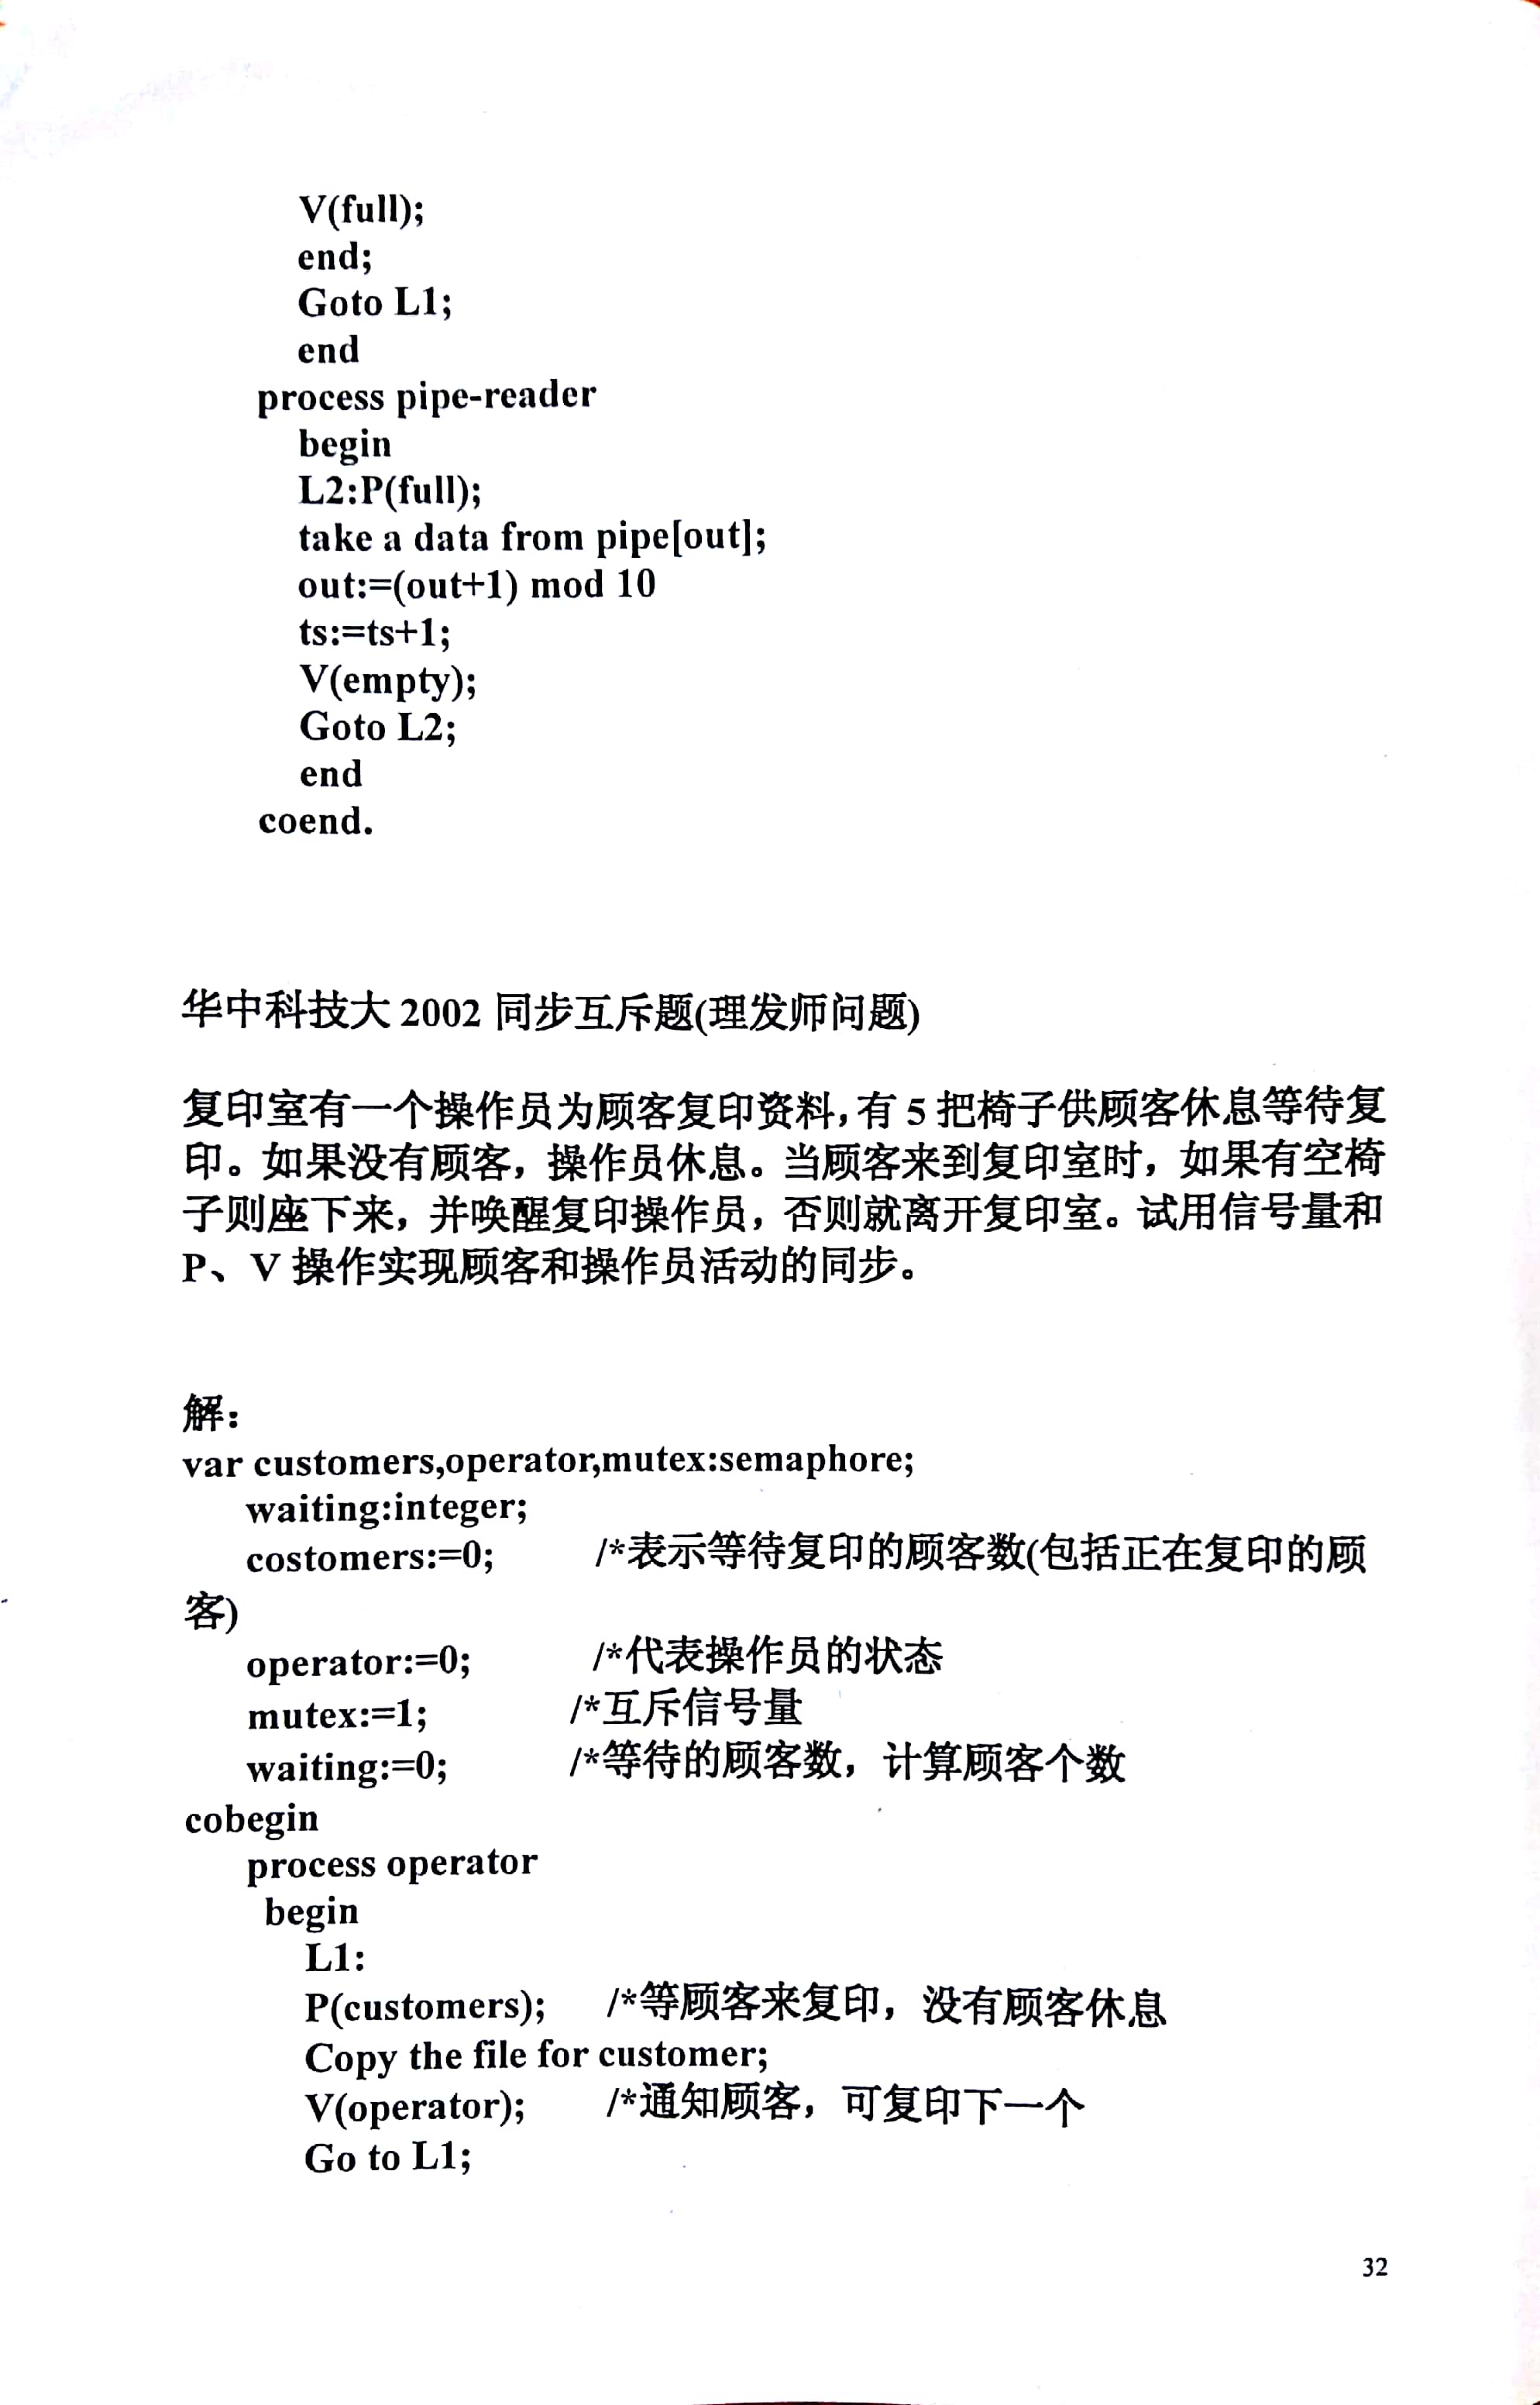 V(full);
end;
Goto L1;
end
process pipe-reader
begin
L2:P(full);
take a data from pipe[out];
out:=(out+1) mod 10
ts:=ts+1;
V(empty);
Goto L2;
end
coend.
华中科技大 2002 同步互斥题(理发师问题)
复印室有一个操作员为顾客复印资料,有 5 把椅子供顾客休息等待复
印。如果没有顾客，操作员休息。当顾客来到复印室时，如果有空椅
子则座下来，并唤醒复印操作员，否则就离开复印室。试用信号量和
P、V 操作实现顾客和操作员活动的同步。
解：
var customers,operator,mutex:semaphore;
waiting:integer;
costomers:=0; /*表示等待复印的顾客数(包括正在复印的顾
客)
operator:=0; /*代表操作员的状态
mutex:=1; /*互斥信号量
waiting:=0; /*等待的顾客数，计算顾客个数
cobegin
process operator
begin
L1:
P(customers); /*等顾客来复印，没有顾客休息
Copy the file for customer;
V(operator); /*通知顾客，可复印下一个
Go to L1;
32